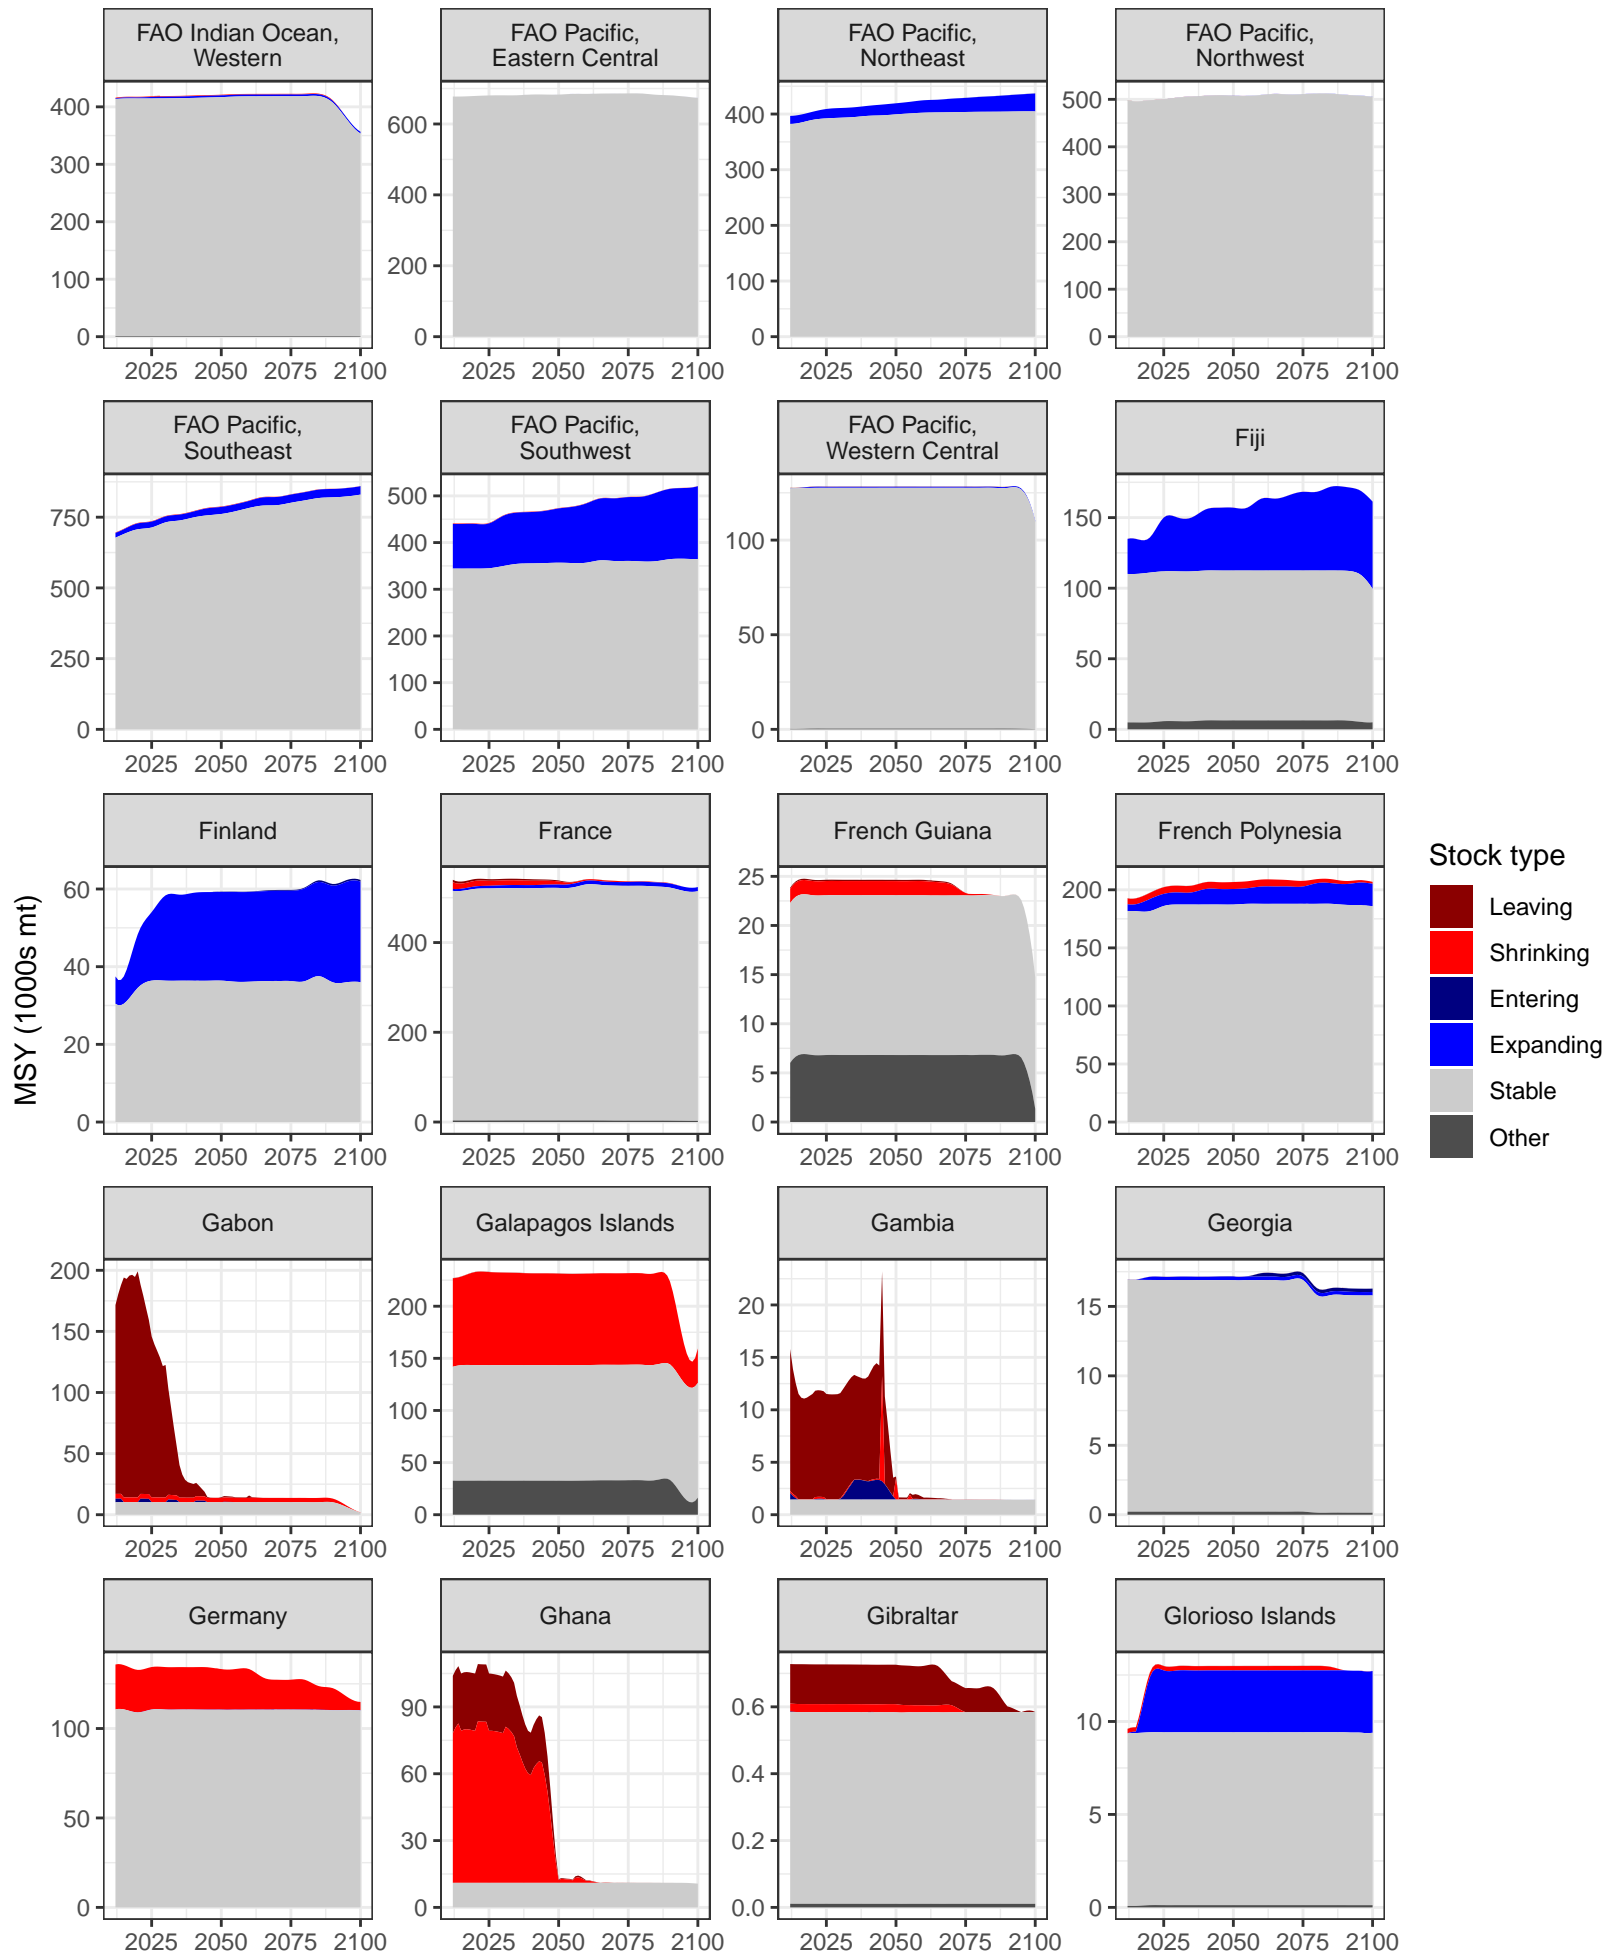 FAO Indian Ocean,
Western
FAO Pacific,
Eastern Central
FAO Pacific,
Northeast
FAO Pacific,
Northwest
400
300
200
100
0
600
400
200
0
400
300
200
100
0
500
400
300
200
100
0
2025 2050 2075 2100
2025 2050 2075 2100
2025 2050 2075 2100
2025 2050 2075 2100
FAO Pacific,
Southeast
FAO Pacific,
Southwest
FAO Pacific,
Western Central
Fiji
750
500
250
0
500
400
300
200
100
0
100
50
0
150
100
50
0
2025 2050 2075 2100
2025 2050 2075 2100
2025 2050 2075 2100
2025 2050 2075 2100
Finland
France
French Guiana
French Polynesia
60
40
20
0
400
200
0
25
20
15
10
5
0
200
150
100
50
0
2025 2050 2075 2100
2025 2050 2075 2100
2025 2050 2075 2100
2025 2050 2075 2100
Gabon
Galapagos Islands
Gambia
Georgia
200
150
100
50
0
200
150
100
50
0
20
15
10
5
0
15
10
5
0
2025 2050 2075 2100
2025 2050 2075 2100
2025 2050 2075 2100
2025 2050 2075 2100
Germany
Ghana
Gibraltar
Glorioso Islands
100
50
0
90
60
30
0
0.6
0.4
0.2
0.0
10
5
0
2025 2050 2075 2100
2025 2050 2075 2100
2025 2050 2075 2100
2025 2050 2075 2100
MSY (1000s mt)
Stock type
Leaving
Shrinking
Entering
Expanding
Stable
Other